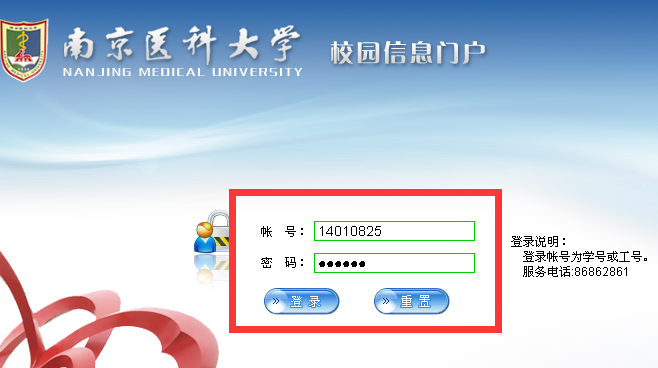 南京医科大学
NANJING MEDICAL UNIVERSITY
校园信息门户
帐 号：14010825
密 码：●●●●●●
» 登 录
» 重 置
登录说明：
登录帐号为学号或工号。
服务电话:86862861